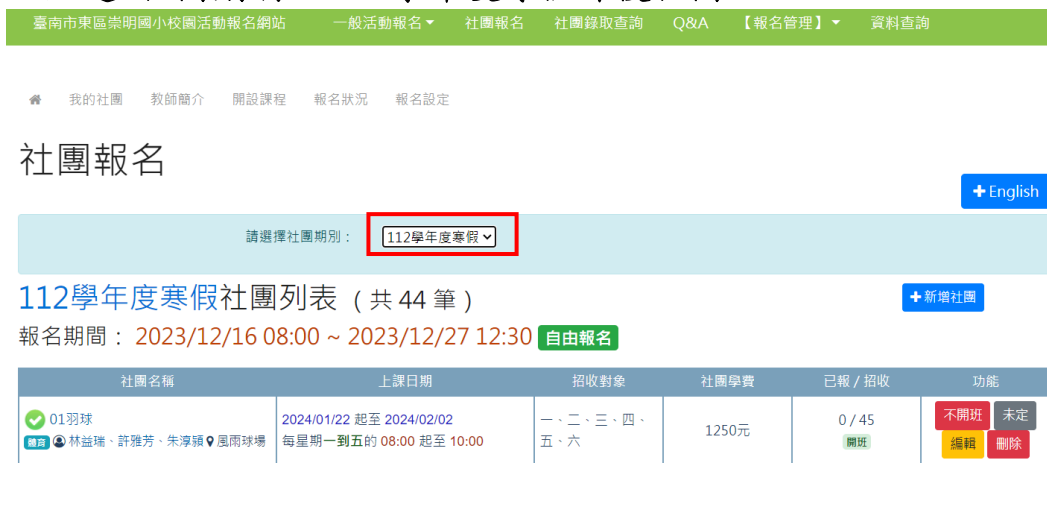 臺南市東區崇明國小校園活動報名網站 一般活動報名 社團報名 社團錄取查詢 Q&A 【報名管理】 資料查詢
我的社團 教師簡介 開設課程 報名狀況 報名設定
社團報名
+ English
請選擇社團期別： 112學年度寒假
112學年度寒假社團列表 ( 共 44 筆 ) + 新增社團
報名期間： 2023/12/16 08:00 ~ 2023/12/27 12:30 自由報名
社團名稱 上課日期 招收對象 社團學費 已報 / 招收 功能
01羽球 2024/01/22 起至 2024/02/02 一、二、三、四、五、六 1250元 0 / 45 不開班 未定
體育 林益瑞、許雅芳、朱淳頴 風雨球場 每星期一到五的 08:00 起至 10:00 開班 編輯 刪除